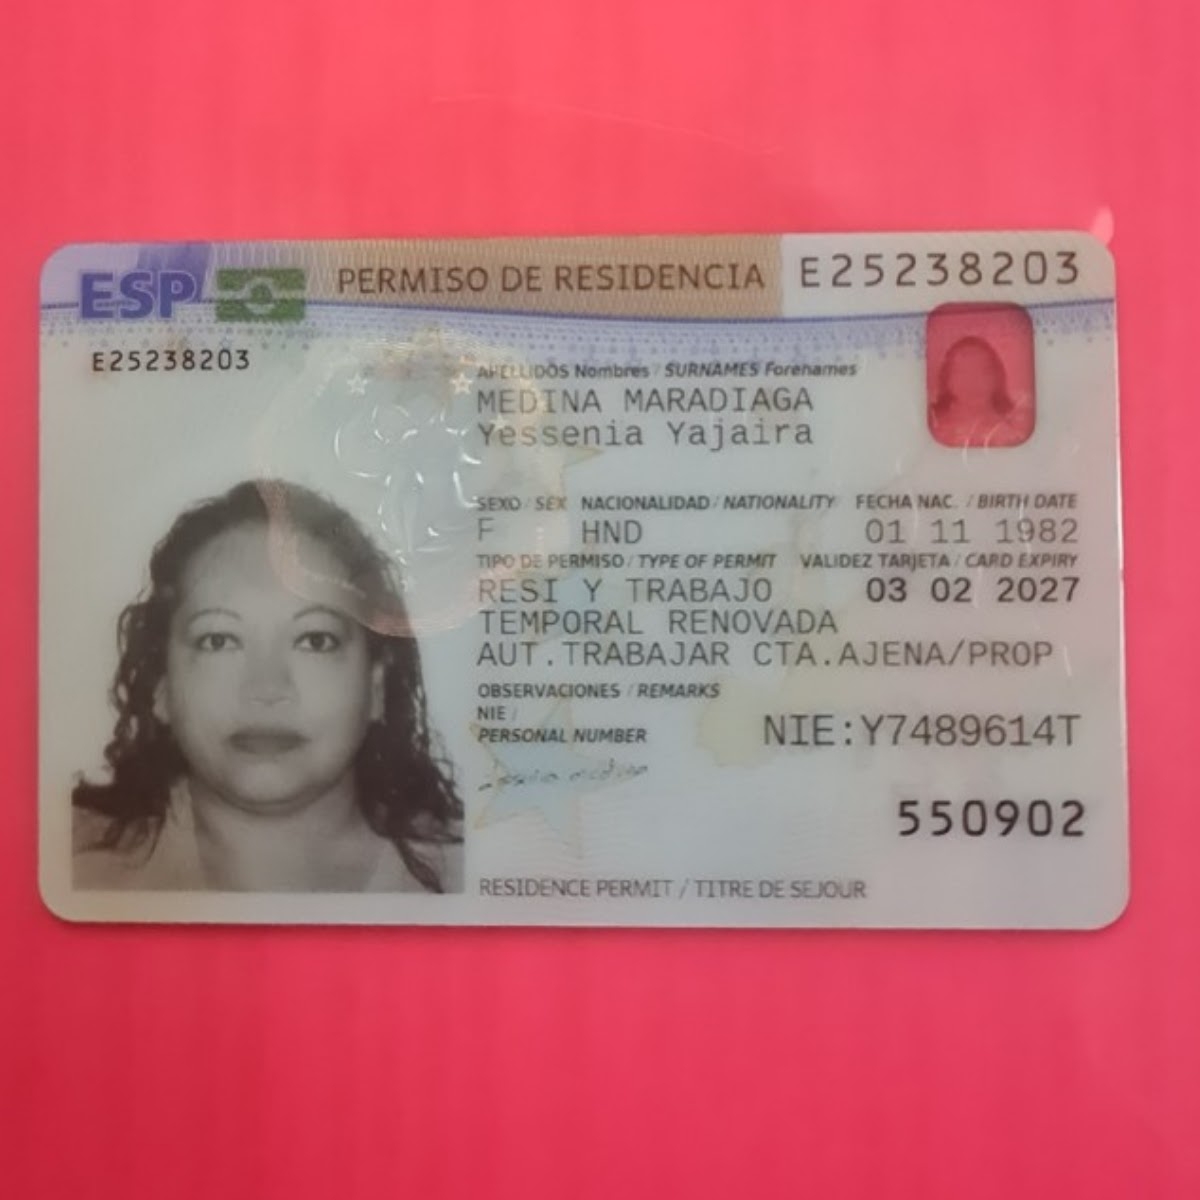 ESP PERMISO DE RESIDENCIA E25238203
E25238203
APELLIDOS Nombres / SURNAMES Forenames
MEDINA MARADIAGA
Yessenia Yajaira
SEXO / SEX NACIONALIDAD / NATIONALITY FECHA NAC. / BIRTH DATE
F HND 01 11 1982
TIPO DE PERMISO / TYPE OF PERMIT VALIDEZ TARJETA / CARD EXPIRY
RESI Y TRABAJO 03 02 2027
TEMPORAL RENOVADA
AUT.TRABAJAR CTA.AJENA/PROP
OBSERVACIONES / REMARKS
NIE /
PERSONAL NUMBER NIE:Y7489614T
550902
RESIDENCE PERMIT / TITRE DE SEJOUR